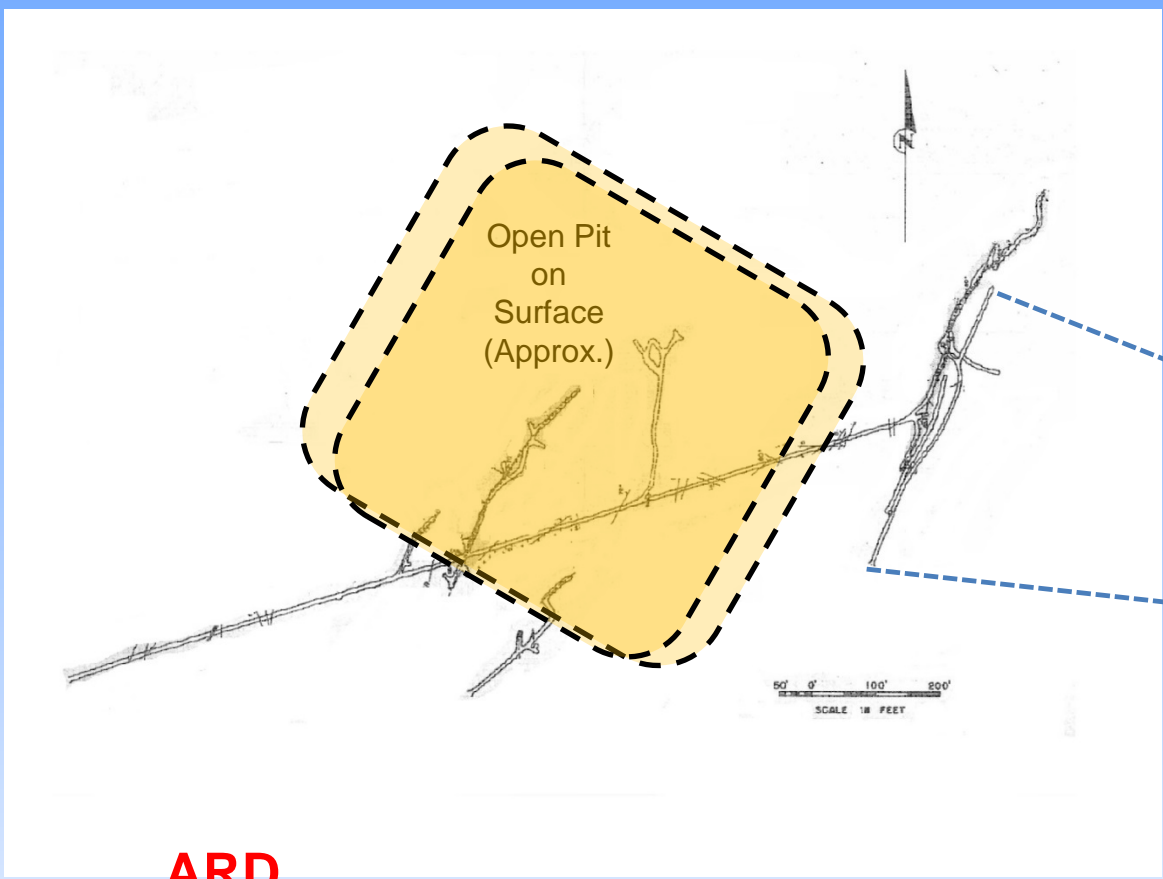 N
Open Pit
on
Surface
(Approx.)
50' 0' 100' 200'
SCALE IN FEET
ARD